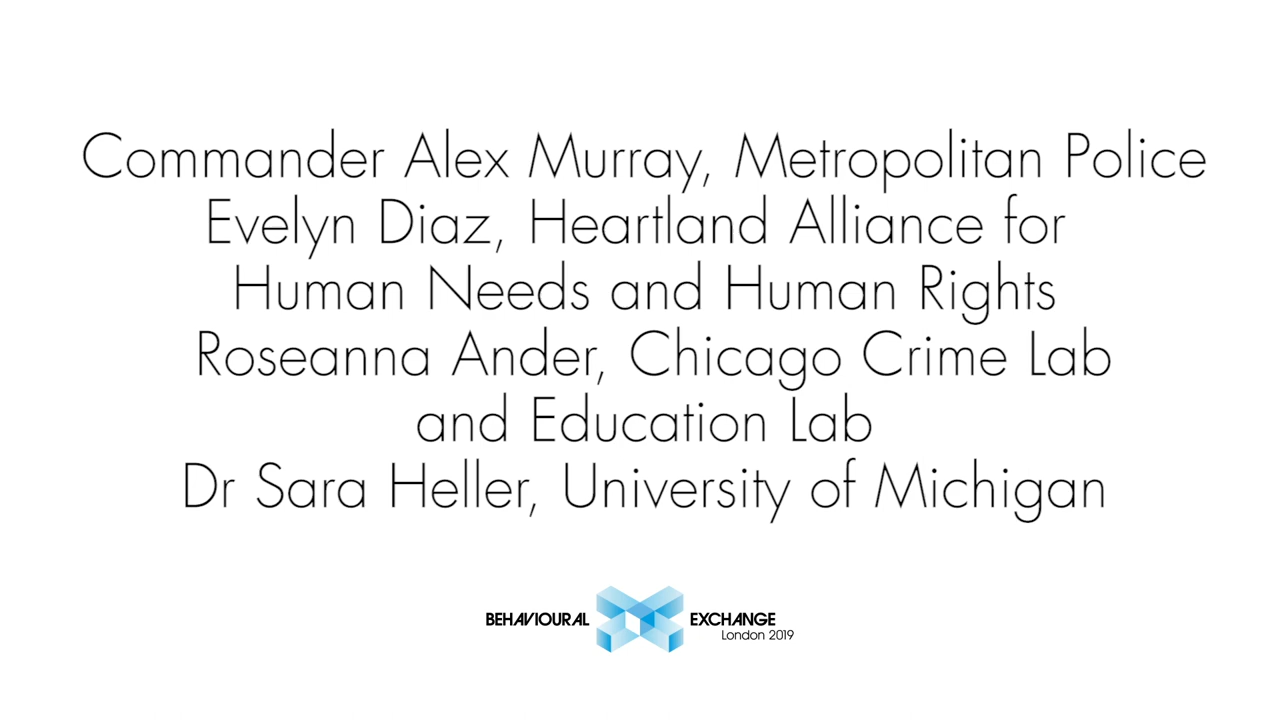 Commander Alex Murray, Metropolitan Police
Evelyn Diaz, Heartland Alliance for
Human Needs and Human Rights
Roseanna Ander, Chicago Crime Lab
and Education Lab
Dr Sara Heller, University of Michigan
BEHAVIOURAL EXCHANGE
London 2019